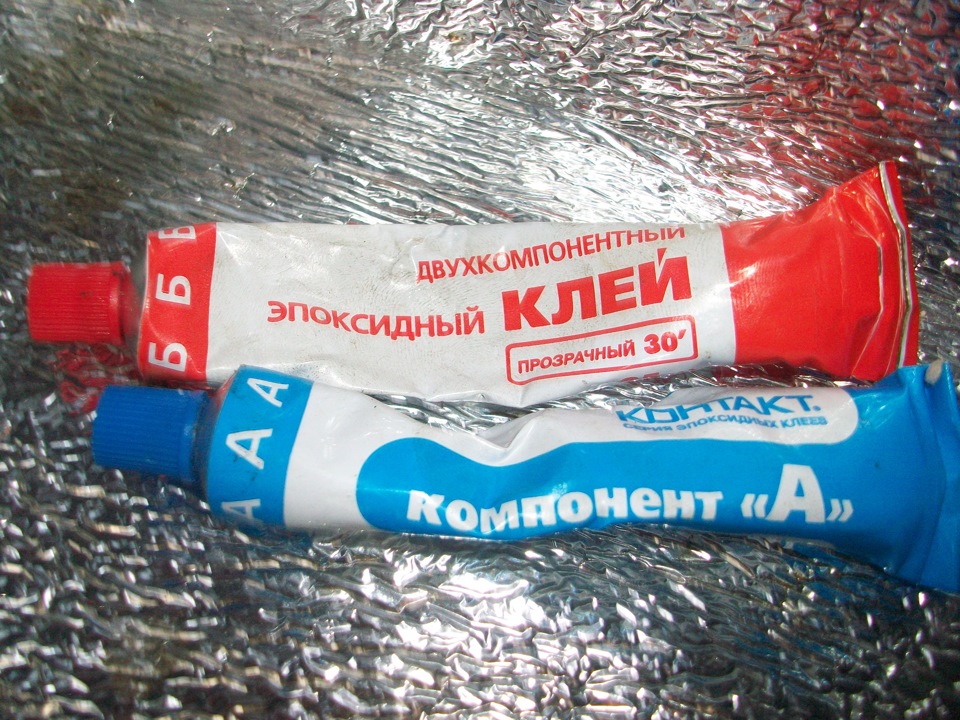 Б Б Б
ДВУХКОМПОНЕНТНЫЙ
ЭПОКСИДНЫЙ КЛЕЙ
ПРОЗРАЧНЫЙ 30'
А А А
КОНТАКТ®
СЕРИЯ ЭПОКСИДНЫХ КЛЕЕВ
Компонент «А»